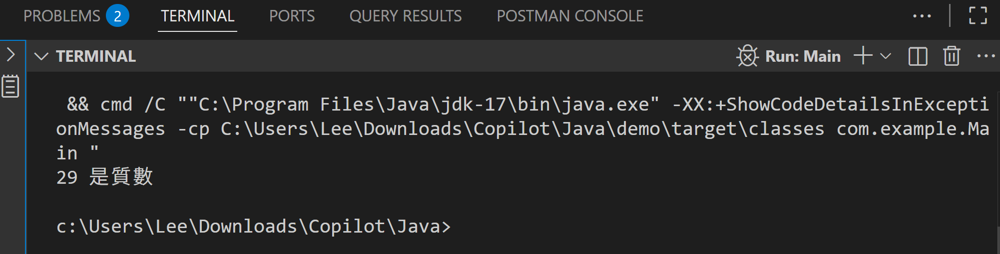 PROBLEMS 2 TERMINAL PORTS QUERY RESULTS POSTMAN CONSOLE
TERMINAL Run: Main
&& cmd /C ""C:\Program Files\Java\jdk-17\bin\java.exe" -XX:+ShowCodeDetailsInExcepti
onMessages -cp C:\Users\Lee\Downloads\Copilot\Java\demo\target\classes com.example.Ma
in "
29 是質數
c:\Users\Lee\Downloads\Copilot\Java>